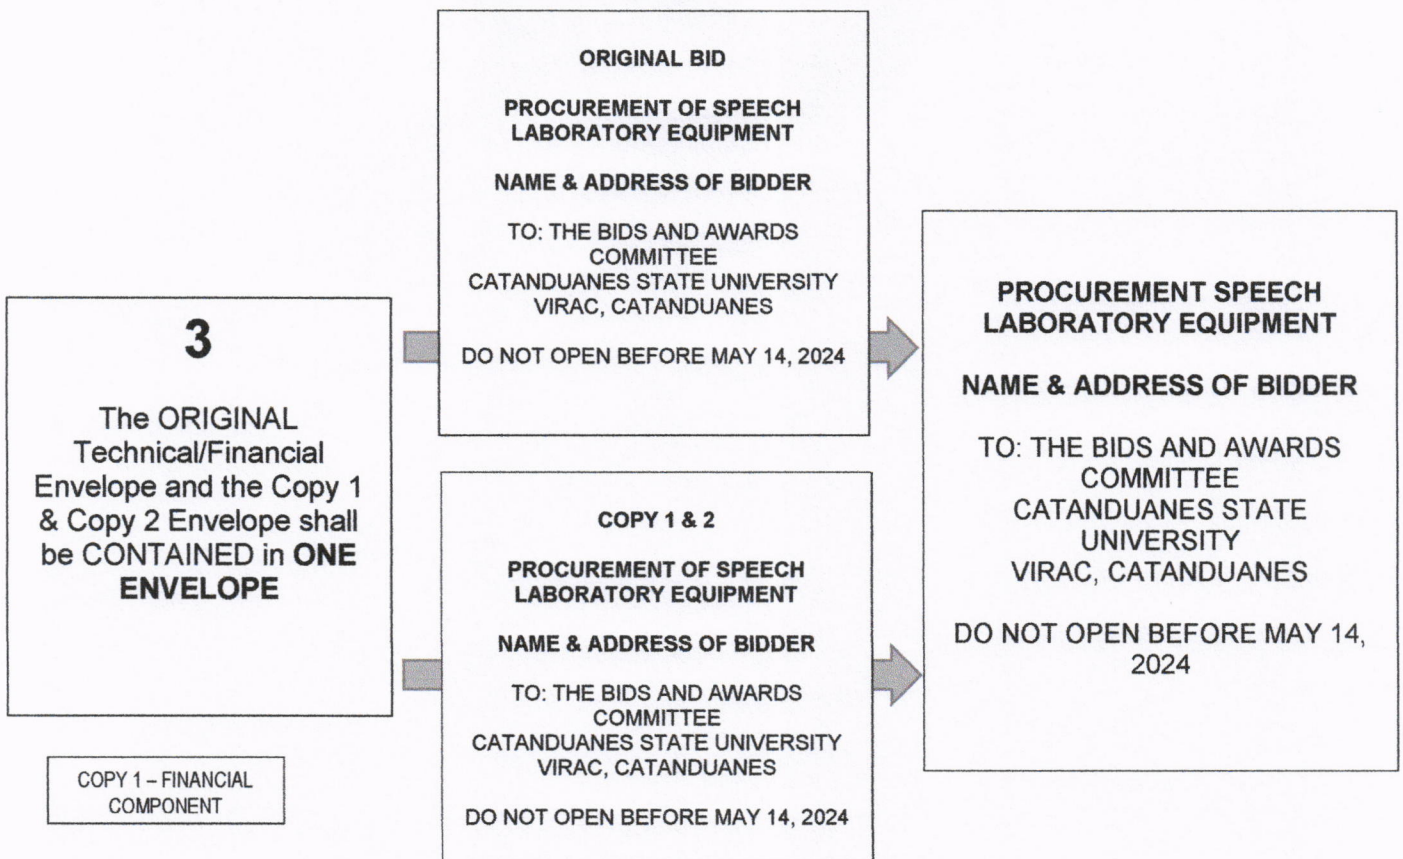 3
The ORIGINAL
Technical/Financial
Envelope and the Copy 1
& Copy 2 Envelope shall
be CONTAINED in ONE
ENVELOPE
COPY 1 – FINANCIAL
COMPONENT
ORIGINAL BID
PROCUREMENT OF SPEECH
LABORATORY EQUIPMENT
NAME & ADDRESS OF BIDDER
TO: THE BIDS AND AWARDS
COMMITTEE
CATANDUANES STATE UNIVERSITY
VIRAC, CATANDUANES
DO NOT OPEN BEFORE MAY 14, 2024
COPY 1 & 2
PROCUREMENT OF SPEECH
LABORATORY EQUIPMENT
NAME & ADDRESS OF BIDDER
TO: THE BIDS AND AWARDS
COMMITTEE
CATANDUANES STATE UNIVERSITY
VIRAC, CATANDUANES
DO NOT OPEN BEFORE MAY 14, 2024
PROCUREMENT SPEECH
LABORATORY EQUIPMENT
NAME & ADDRESS OF BIDDER
TO: THE BIDS AND AWARDS
COMMITTEE
CATANDUANES STATE
UNIVERSITY
VIRAC, CATANDUANES
DO NOT OPEN BEFORE MAY 14,
2024